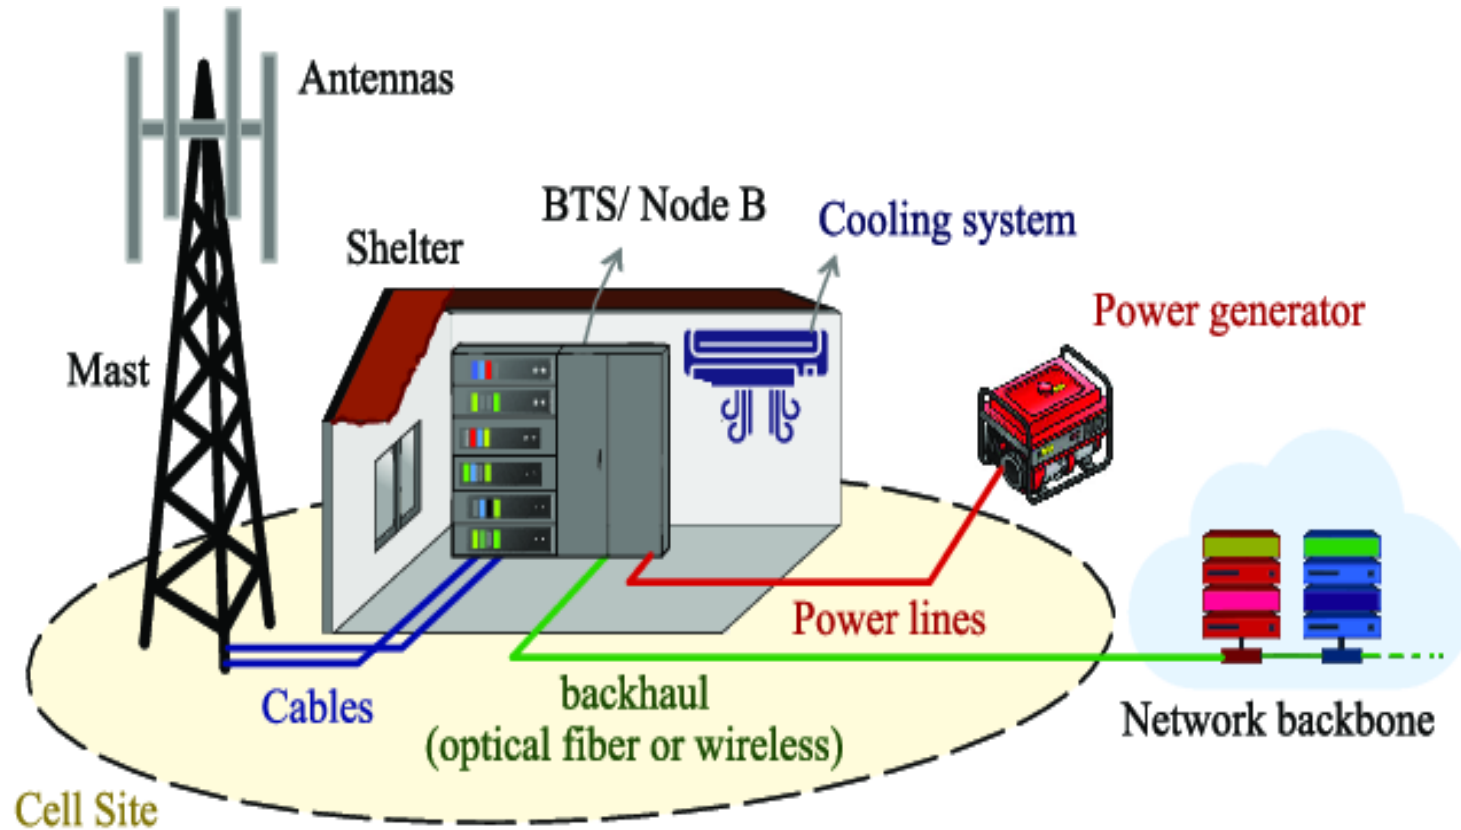 Antennas
BTS/ Node B
Cooling system
Shelter
Power generator
Mast
Power lines
Cables
backhaul
(optical fiber or wireless)
Network backbone
Cell Site